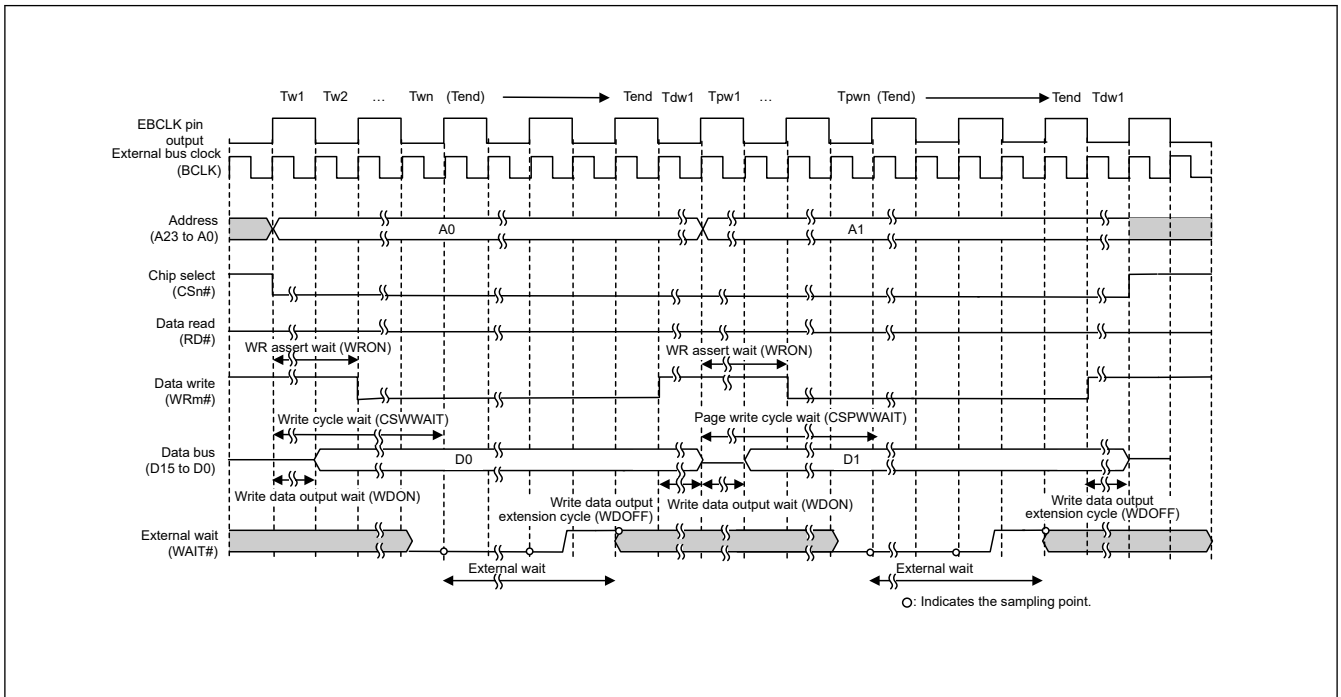 Tw1 Tw2 … Twn (Tend) Tend Tdw1 Tpw1 … Tpwn (Tend) Tend Tdw1
EBCLK pin
output
External bus clock
(BCLK)
Address
(A23 to A0)
A0 A1
Chip select
(CSn#)
Data read
(RD#)
WR assert wait (WRON) WR assert wait (WRON)
Data write
(WRm#)
Write cycle wait (CSWWAIT) Page write cycle wait (CSPWWAIT)
Data bus
(D15 to D0)
D0 D1
Write data output wait (WDON) Write data output
extension cycle (WDOFF) Write data output wait (WDON) Write data output
extension cycle (WDOFF)
External wait
(WAIT#)
External wait External wait
: Indicates the sampling point.